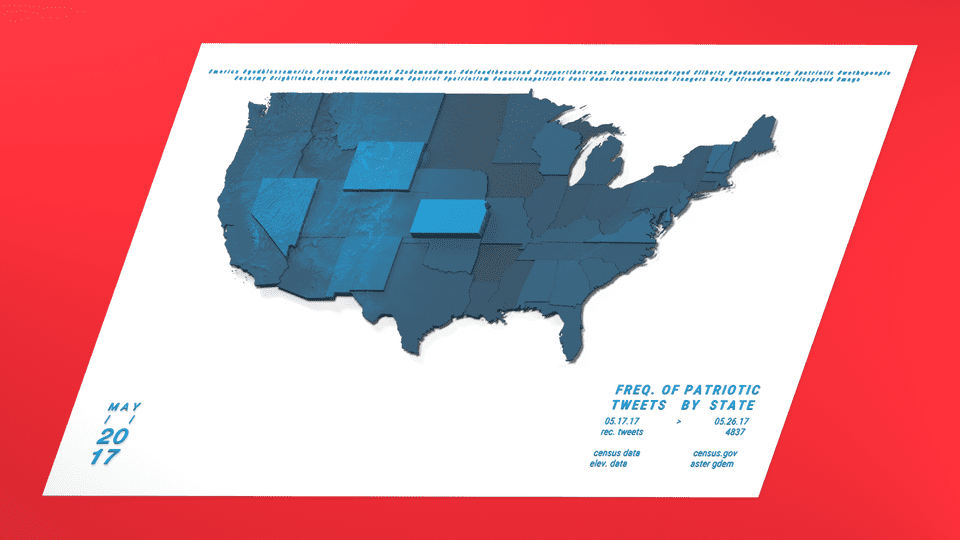 #merica #godblessamerica #secondamendment #2ndamendment #defendthesecond #supportthetroops #onenationundergod #liberty #godandcountry #patriotic #wethepeople
#usarmy #righttobeararms #donttreadonme #patriot #patriotism #americanpatriots #usa #america #american #rangers #navy #freedom #americaproud #maga
FREQ. OF PATRIOTIC
TWEETS BY STATE
05.17.17 > 05.26.17
rec. tweets 4837
census data census.gov
elev. data aster gdem
MAY
/ /
20
17